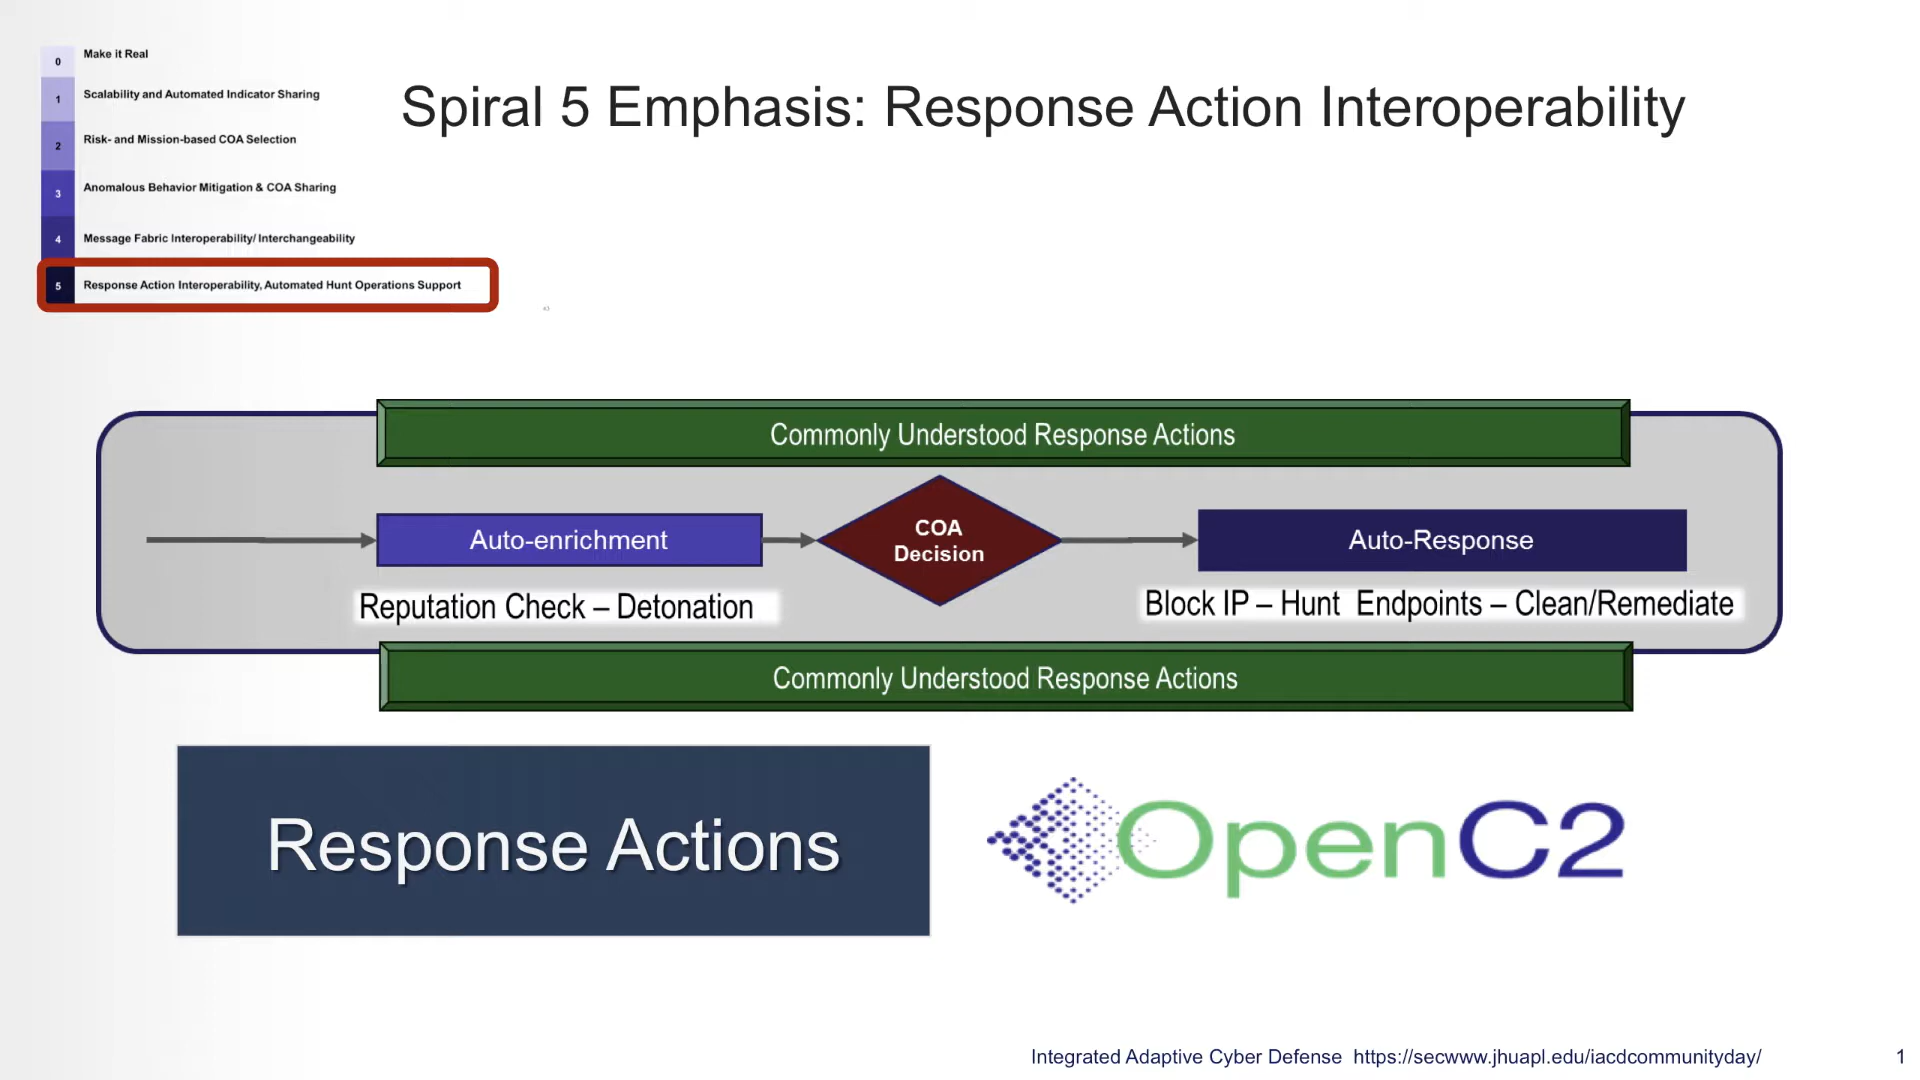 0 Make it Real
1 Scalability and Automated Indicator Sharing
2 Risk- and Mission-based COA Selection
3 Anomalous Behavior Mitigation & COA Sharing
4 Message Fabric Interoperability/ Interchangeability
5 Response Action Interoperability, Automated Hunt Operations Support
Spiral 5 Emphasis: Response Action Interoperability
Commonly Understood Response Actions
Auto-enrichment
COA
Decision
Auto-Response
Reputation Check – Detonation
Block IP – Hunt Endpoints – Clean/Remediate
Commonly Understood Response Actions
Response Actions
OpenC2
Integrated Adaptive Cyber Defense https://secwww.jhuapl.edu/iacdcommunityday/
1